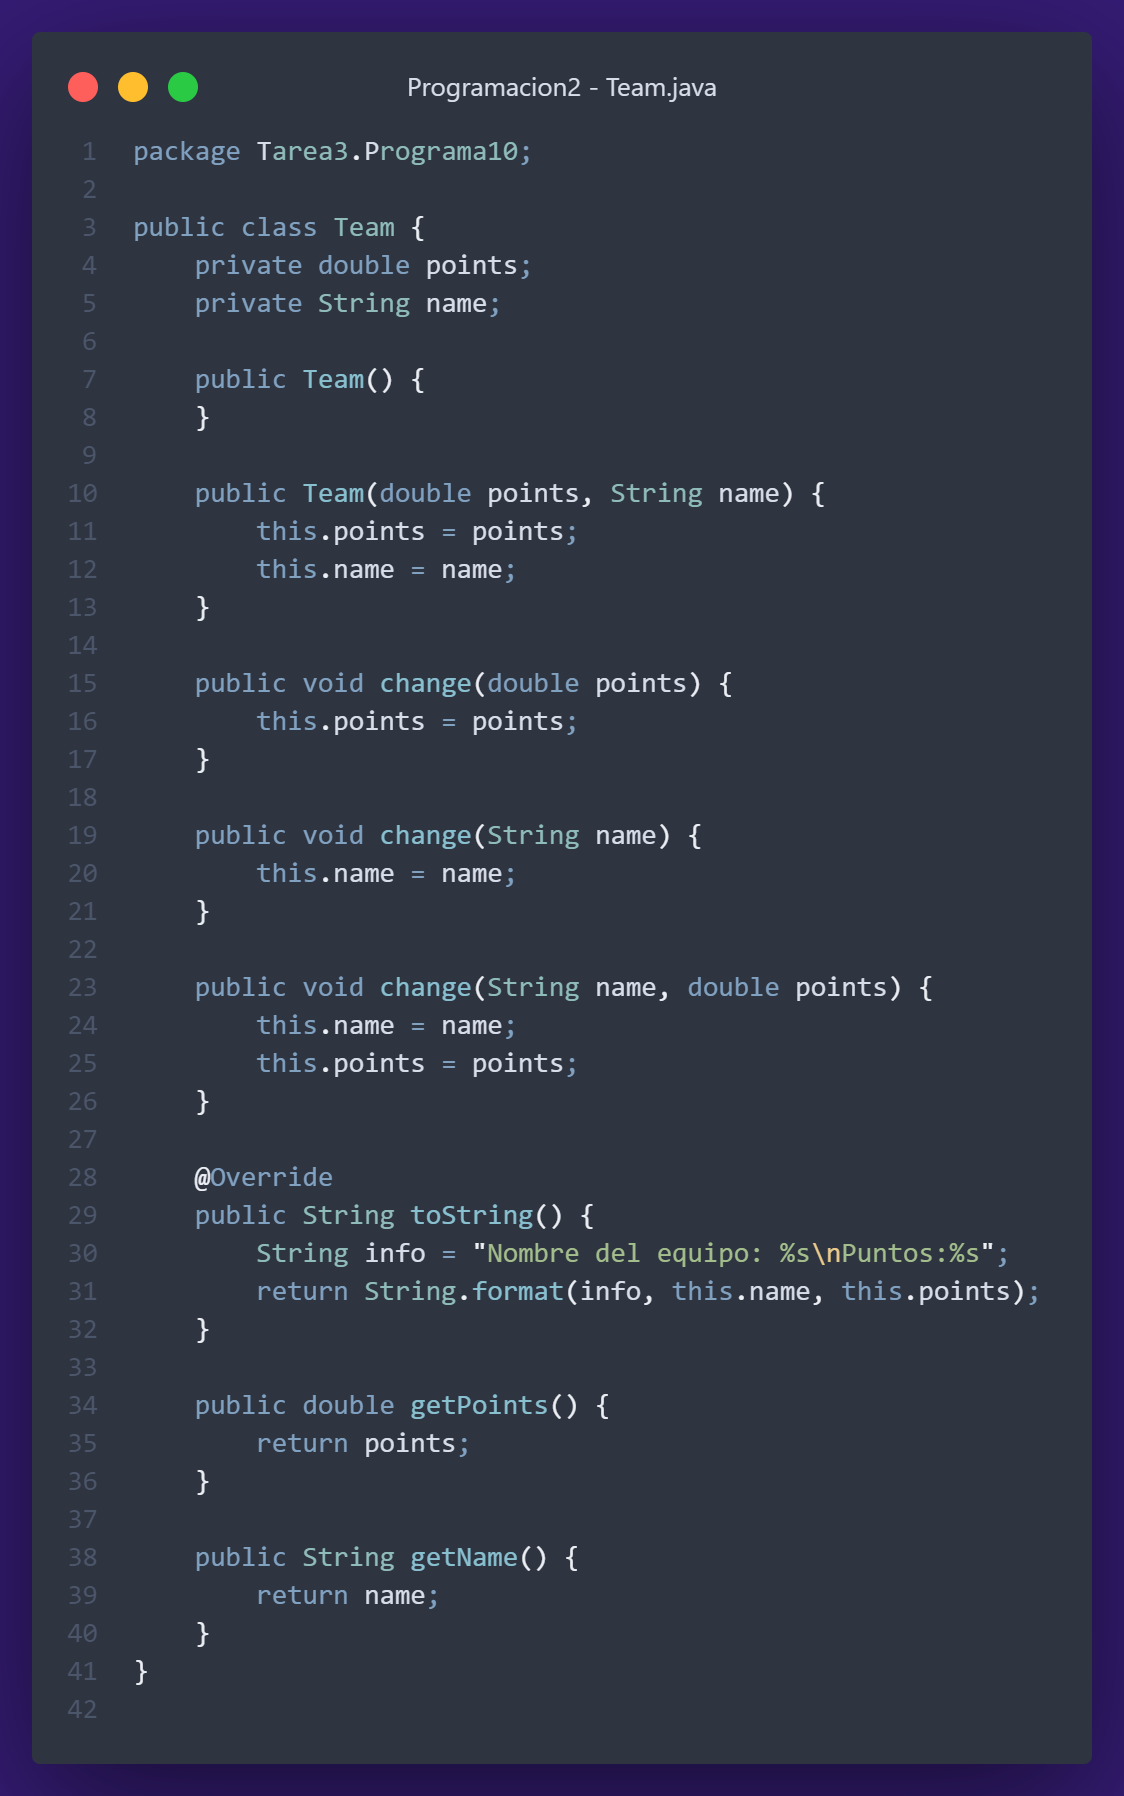 Programacion2 - Team.java
1 package Tarea3.Programa10;
2
3 public class Team {
4     private double points;
5     private String name;
6
7     public Team() {
8     }
9
10     public Team(double points, String name) {
11         this.points = points;
12         this.name = name;
13     }
14
15     public void change(double points) {
16         this.points = points;
17     }
18
19     public void change(String name) {
20         this.name = name;
21     }
22
23     public void change(String name, double points) {
24         this.name = name;
25         this.points = points;
26     }
27
28     @Override
29     public String toString() {
30         String info = "Nombre del equipo: %s\nPuntos:%s";
31         return String.format(info, this.name, this.points);
32     }
33
34     public double getPoints() {
35         return points;
36     }
37
38     public String getName() {
39         return name;
40     }
41 }
42